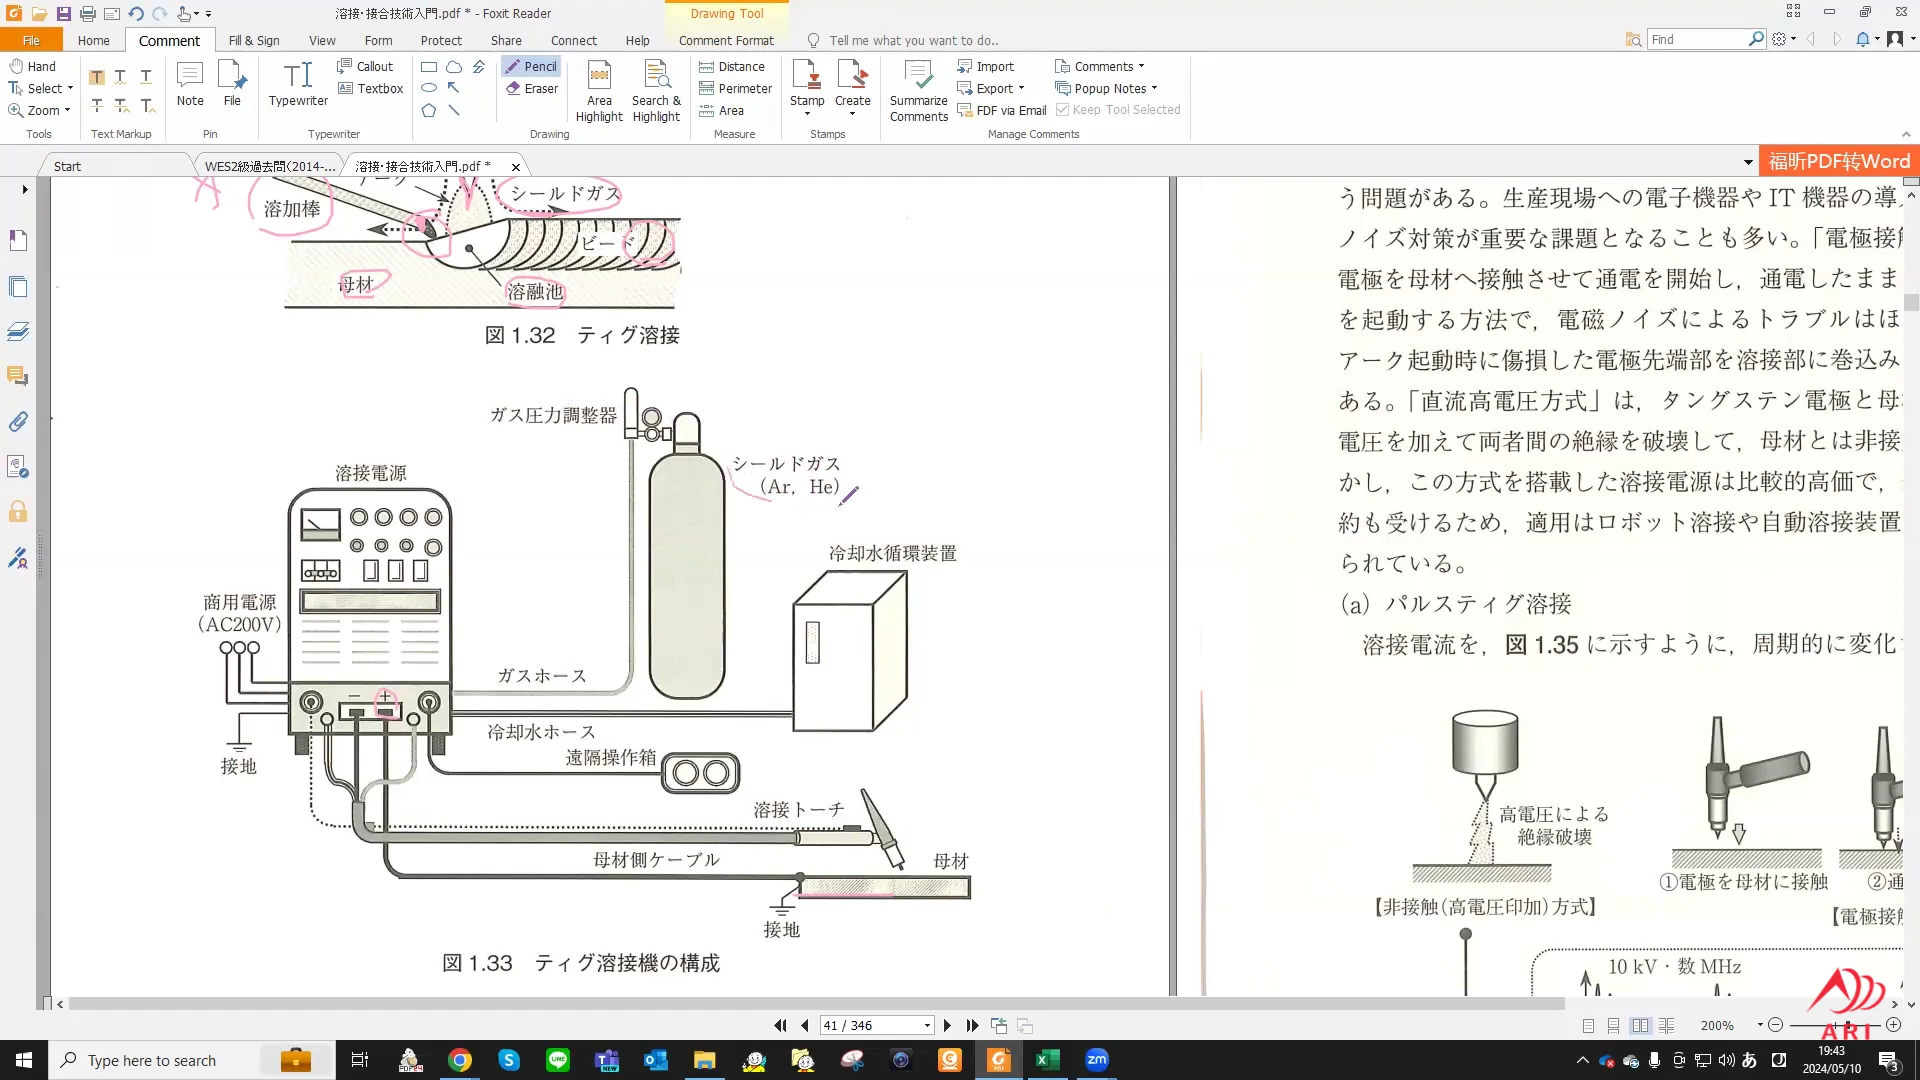 溶接・接合技術入門.pdf * - Foxit Reader
Drawing Tool
File
Home
Comment
Fill & Sign
View
Form
Protect
Share
Connect
Help
Comment Format
Tell me what you want to do..
Find
Hand
Select
Zoom
Tools
Text Markup
Note
File
Pin
Typewriter
Callout
Textbox
Typewriter
Pencil
Eraser
Area Highlight
Search & Highlight
Drawing
Distance
Perimeter
Area
Measure
Stamp
Create
Stamps
Summarize Comments
Import
Export
FDF via Email
Comments
Popup Notes
Keep Tool Selected
Manage Comments
Start
WES2級過去問(2014-...
溶接・接合技術入門.pdf *
福昕PDF转Word
アーク
シールドガス
溶加棒
ビード
母材
溶融池
図 1.32 ティグ溶接
ガス圧力調整器
溶接電源
シールドガス
(Ar, He)
冷却水循環装置
商用電源
(AC200V)
ガスホース
− +
冷却水ホース
遠隔操作箱
接地
溶接トーチ
母材側ケーブル
母材
接地
図 1.33 ティグ溶接機の構成
う問題がある。生産現場への電子機器や IT 機器の導
ノイズ対策が重要な課題となることも多い。「電極接
電極を母材へ接触させて通電を開始し，通電したまま
を起動する方法で，電磁ノイズによるトラブルはほ
アーク起動時に傷損した電極先端部を溶接部に巻込み
ある。「直流高電圧方式」は，タングステン電極と母
電圧を加えて両者間の絶縁を破壊して，母材とは非接
かし，この方式を搭載した溶接電源は比較的高価で，
約も受けるため，適用はロボット溶接や自動溶接装置
られている。
(a) パルスティグ溶接
溶接電流を，図 1.35 に示すように，周期的に変化
高電圧による
絶縁破壊
①電極を母材に接触
②通
【非接触(高電圧印加)方式】
【電極接
10 kV・数 MHz
ARI
41 / 346
200%
Type here to search
あ
19:43
2024/05/10
3